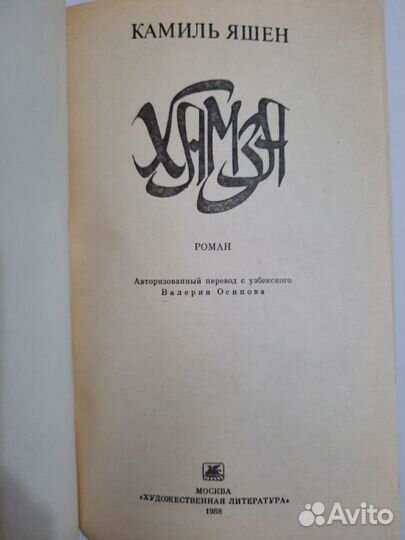 КАМИЛЬ ЯШЕН
ХАМЗА
РОМАН
Авторизованный перевод с узбекского
Валерия Осипова
МОСКВА
«ХУДОЖЕСТВЕННАЯ ЛИТЕРАТУРА»
1988
Avito